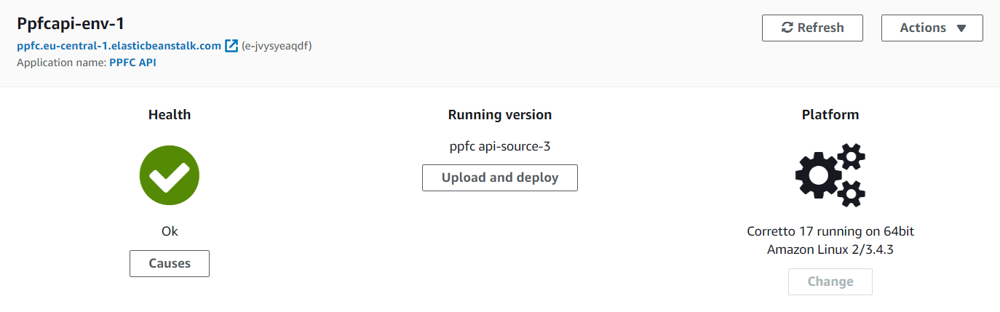 Ppfcapi-env-1
ppfc.eu-central-1.elasticbeanstalk.com (e-jvysyeaqdf)
Application name: PPFC API
Refresh
Actions
Health
Ok
Causes
Running version
ppfc api-source-3
Upload and deploy
Platform
Corretto 17 running on 64bit
Amazon Linux 2/3.4.3
Change